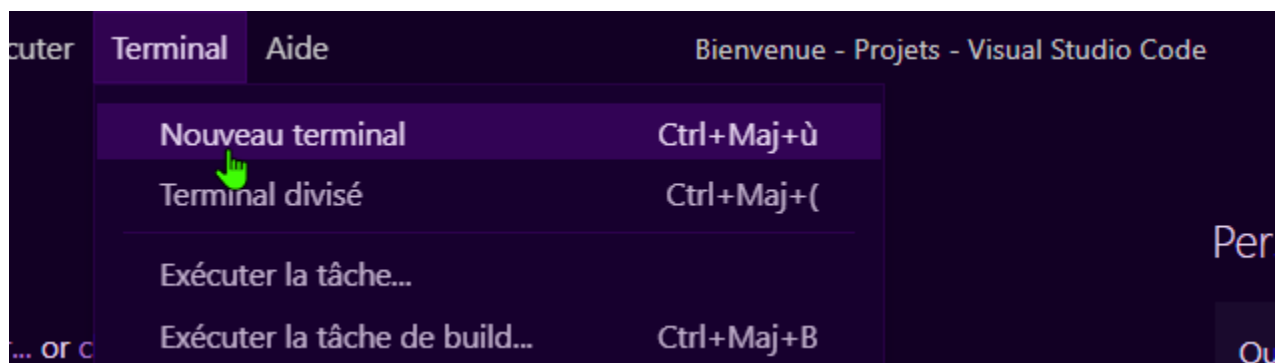 Terminal Aide Bienvenue - Projets - Visual Studio Code
Nouveau terminal Ctrl+Maj+ù
Terminal divisé Ctrl+Maj+(
Per
Exécuter la tâche...
... or c Exécuter la tâche de build... Ctrl+Maj+B
Qu